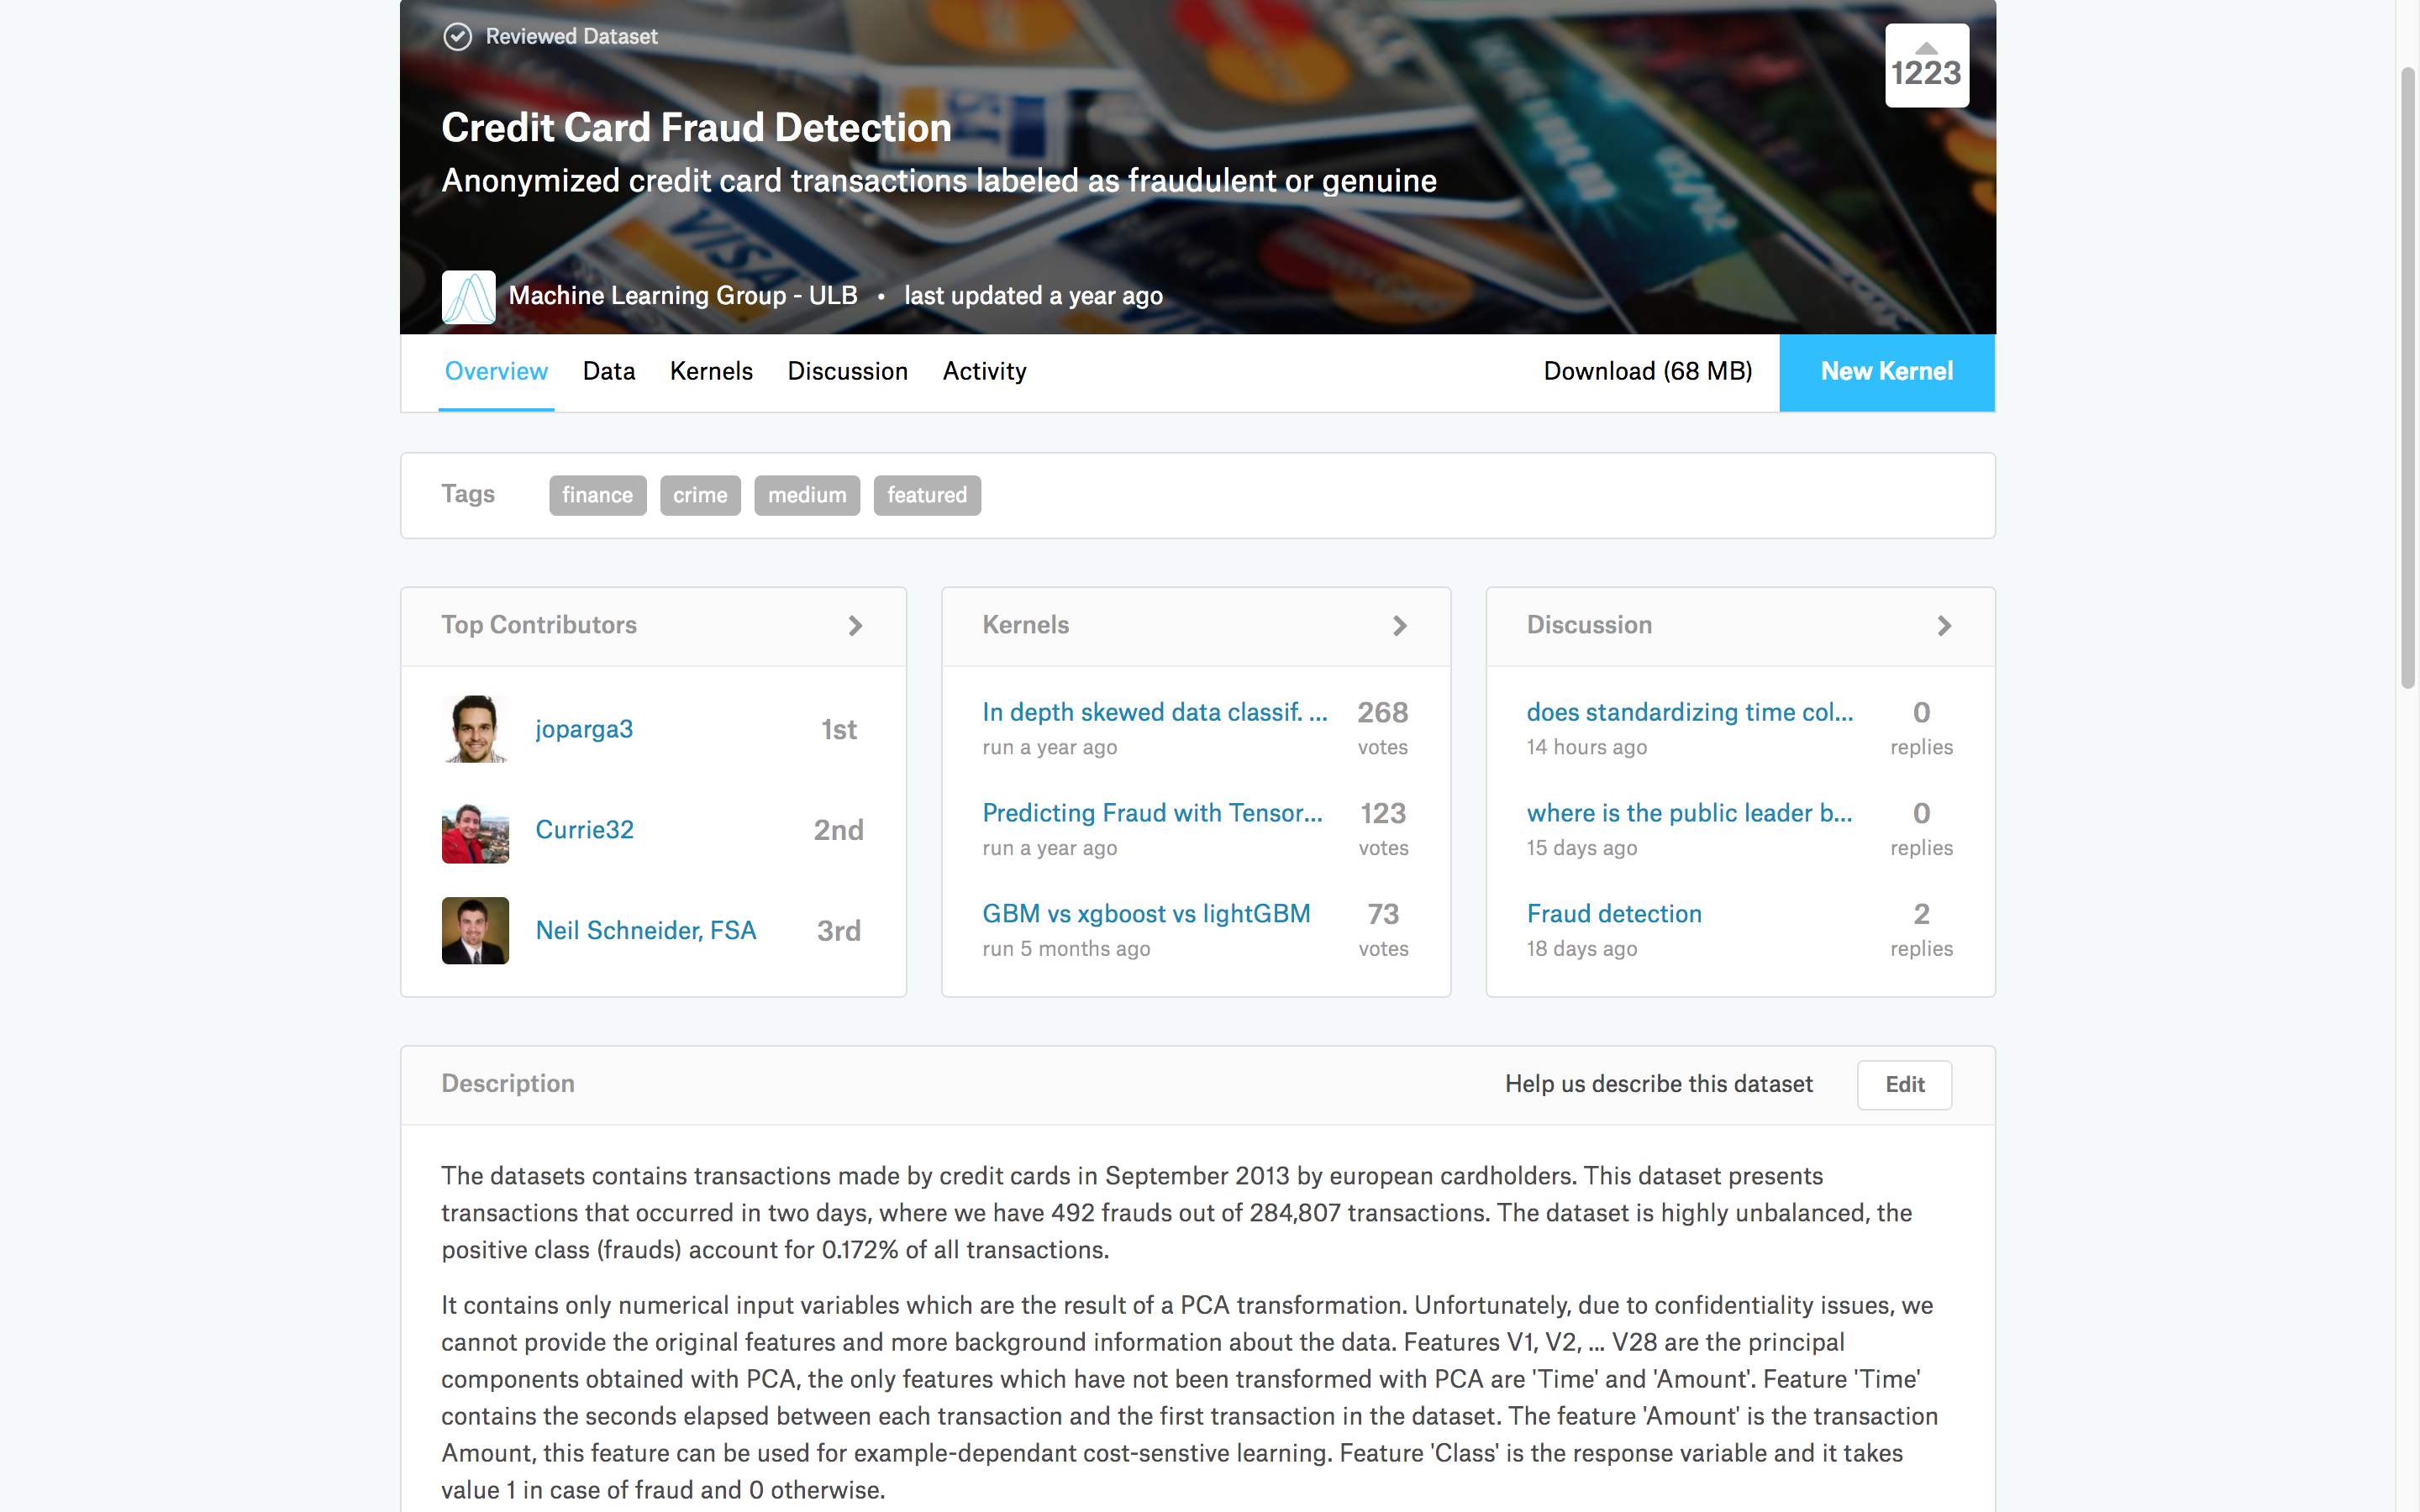 Reviewed Dataset
1223
Credit Card Fraud Detection
Anonymized credit card transactions labeled as fraudulent or genuine
VISA
Machine Learning Group - ULB • last updated a year ago
Overview Data Kernels Discussion Activity Download (68 MB) New Kernel
Tags finance crime medium featured
Top Contributors
joparga3 1st
Currie32 2nd
Neil Schneider, FSA 3rd
Kernels
In depth skewed data classif. ... 268
run a year ago votes
Predicting Fraud with Tensor... 123
run a year ago votes
GBM vs xgboost vs lightGBM 73
run 5 months ago votes
Discussion
does standardizing time col... 0
14 hours ago replies
where is the public leader b... 0
15 days ago replies
Fraud detection 2
18 days ago replies
Description Help us describe this dataset Edit
The datasets contains transactions made by credit cards in September 2013 by european cardholders. This dataset presents
transactions that occurred in two days, where we have 492 frauds out of 284,807 transactions. The dataset is highly unbalanced, the
positive class (frauds) account for 0.172% of all transactions.
It contains only numerical input variables which are the result of a PCA transformation. Unfortunately, due to confidentiality issues, we
cannot provide the original features and more background information about the data. Features V1, V2, ... V28 are the principal
components obtained with PCA, the only features which have not been transformed with PCA are 'Time' and 'Amount'. Feature 'Time'
contains the seconds elapsed between each transaction and the first transaction in the dataset. The feature 'Amount' is the transaction
Amount, this feature can be used for example-dependant cost-senstive learning. Feature 'Class' is the response variable and it takes
value 1 in case of fraud and 0 otherwise.